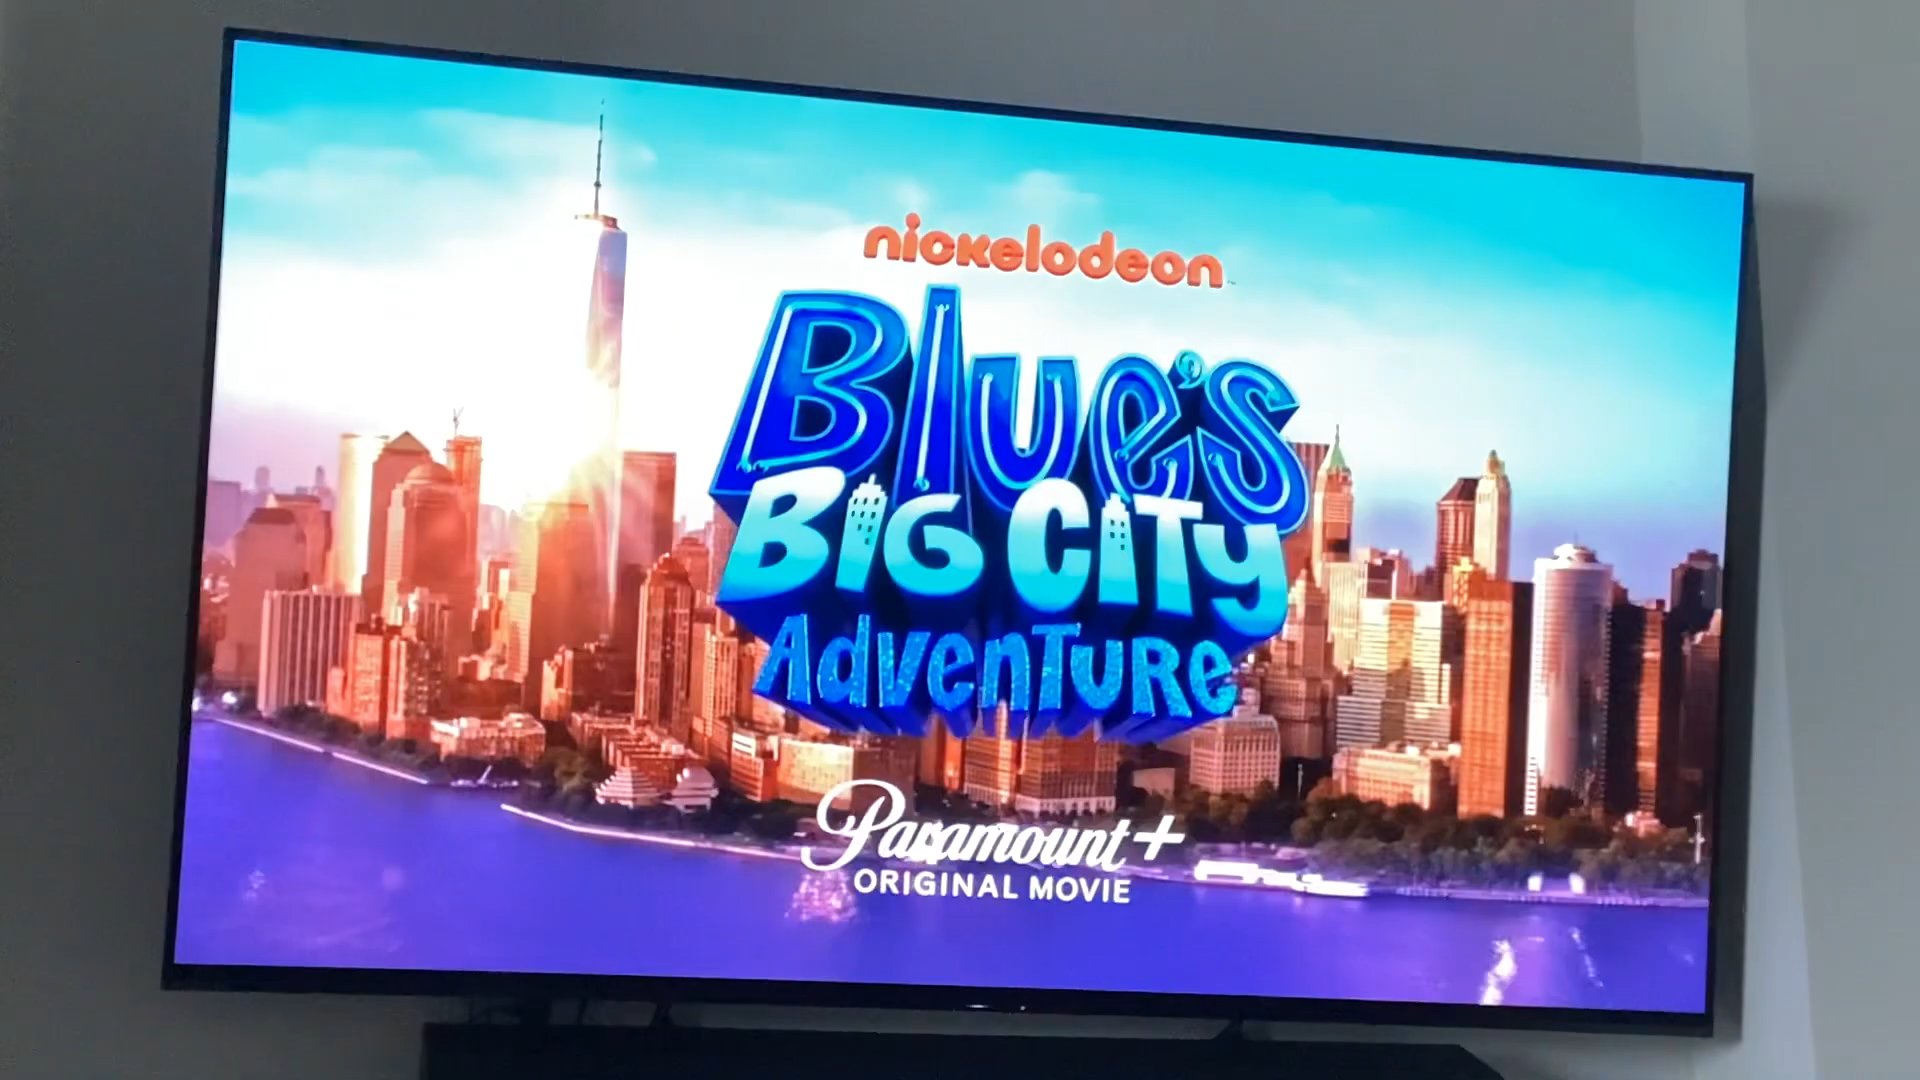 nickelodeon
Blue's
Big City
Adventure
Paramount+
ORIGINAL MOVIE